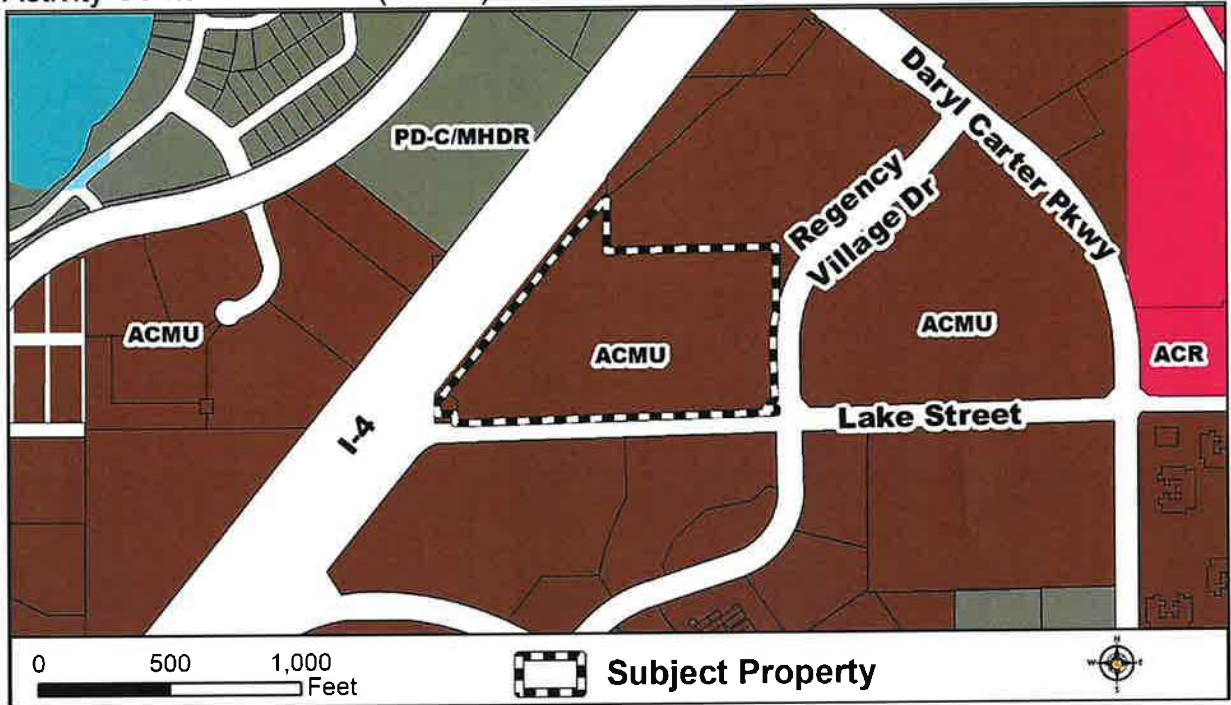 PD-C/MHDR
Daryl Carter Pkwy
Regency
Village Dr
ACMU
ACMU
ACMU
ACR
I-4
Lake Street
0 500 1,000
Feet
Subject Property
N
W E
S